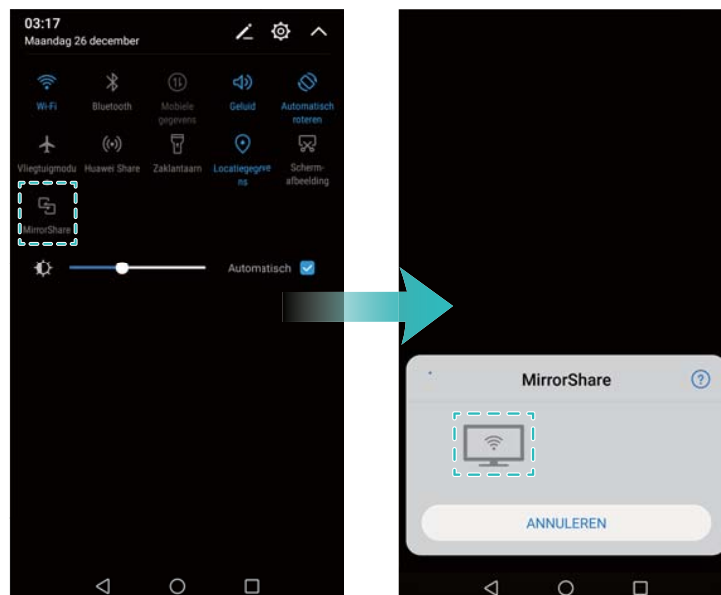 03:17
Maandag 26 december
Wi-Fi
Bluetooth
Mobiele
gegevens
Geluid
Automatisch
roteren
Vliegtuigmodu
Huawei Share
Zaklantaarn
Locatiegegeve
ns
Scherm-
afbeelding
MirrorShare
Automatisch
MirrorShare
?
ANNULEREN